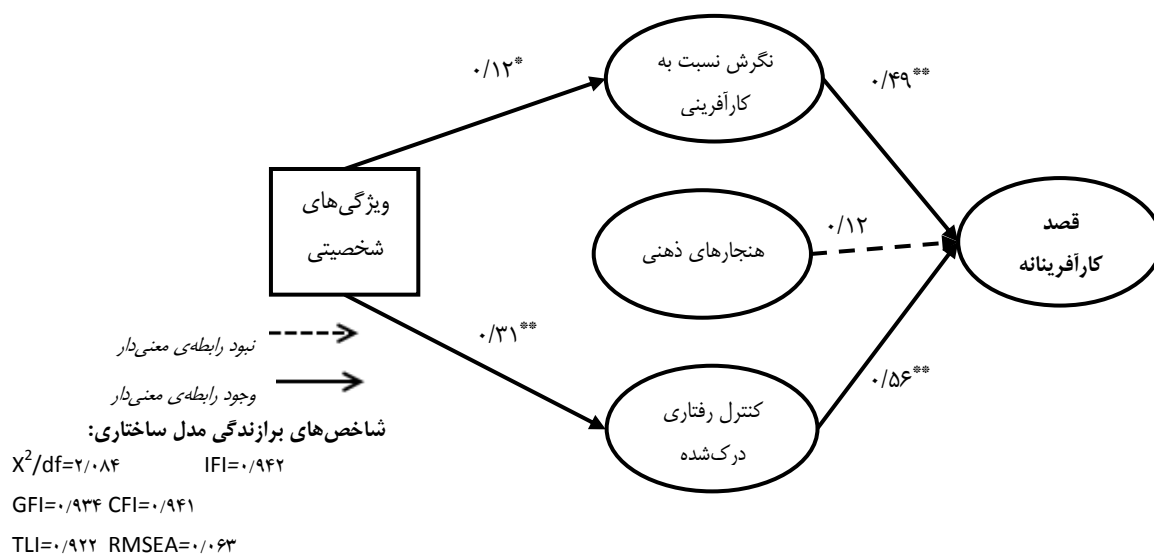 نگرش نسبت به
کارآفرینی
۰/۱۲*
۰/۴۹**
ویژگی‌های
شخصیتی
هنجارهای ذهنی
۰/۱۲
قصد
کارآفرینانه
۰/۳۱**
۰/۵۶**
کنترل رفتاری
درک‌شده
نبود رابطه‌ی معنی‌دار
وجود رابطه‌ی معنی‌دار
شاخص‌های برازندگی مدل ساختاری:
X²/df=۲/۰۸۴ IFI=۰/۹۴۲
GFI=۰/۹۳۴ CFI=۰/۹۴۱
TLI=۰/۹۲۲ RMSEA=۰/۰۶۳